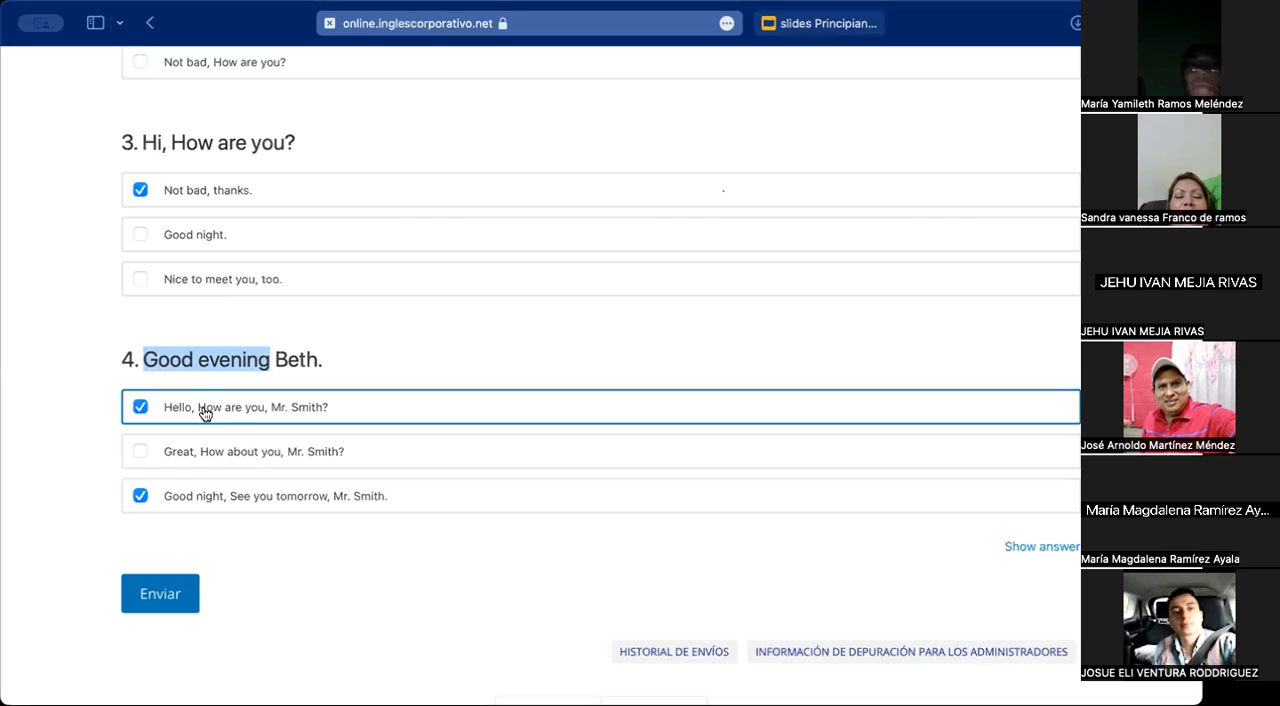 online.inglescorporativo.net
slides Principian...
Not bad, How are you?
3. Hi, How are you?
Not bad, thanks.
Good night.
Nice to meet you, too.
4. Good evening Beth.
Hello, How are you, Mr. Smith?
Great, How about you, Mr. Smith?
Good night, See you tomorrow, Mr. Smith.
Show answer
Enviar
HISTORIAL DE ENVÍOS
INFORMACIÓN DE DEPURACIÓN PARA LOS ADMINISTRADORES
María Yamileth Ramos Meléndez
Sandra vanessa Franco de ramos
JEHU IVAN MEJIA RIVAS
JEHU IVAN MEJIA RIVAS
José Arnoldo Martínez Méndez
María Magdalena Ramírez Ay...
María Magdalena Ramírez Ayala
JOSUE ELI VENTURA RODDRIGUEZ